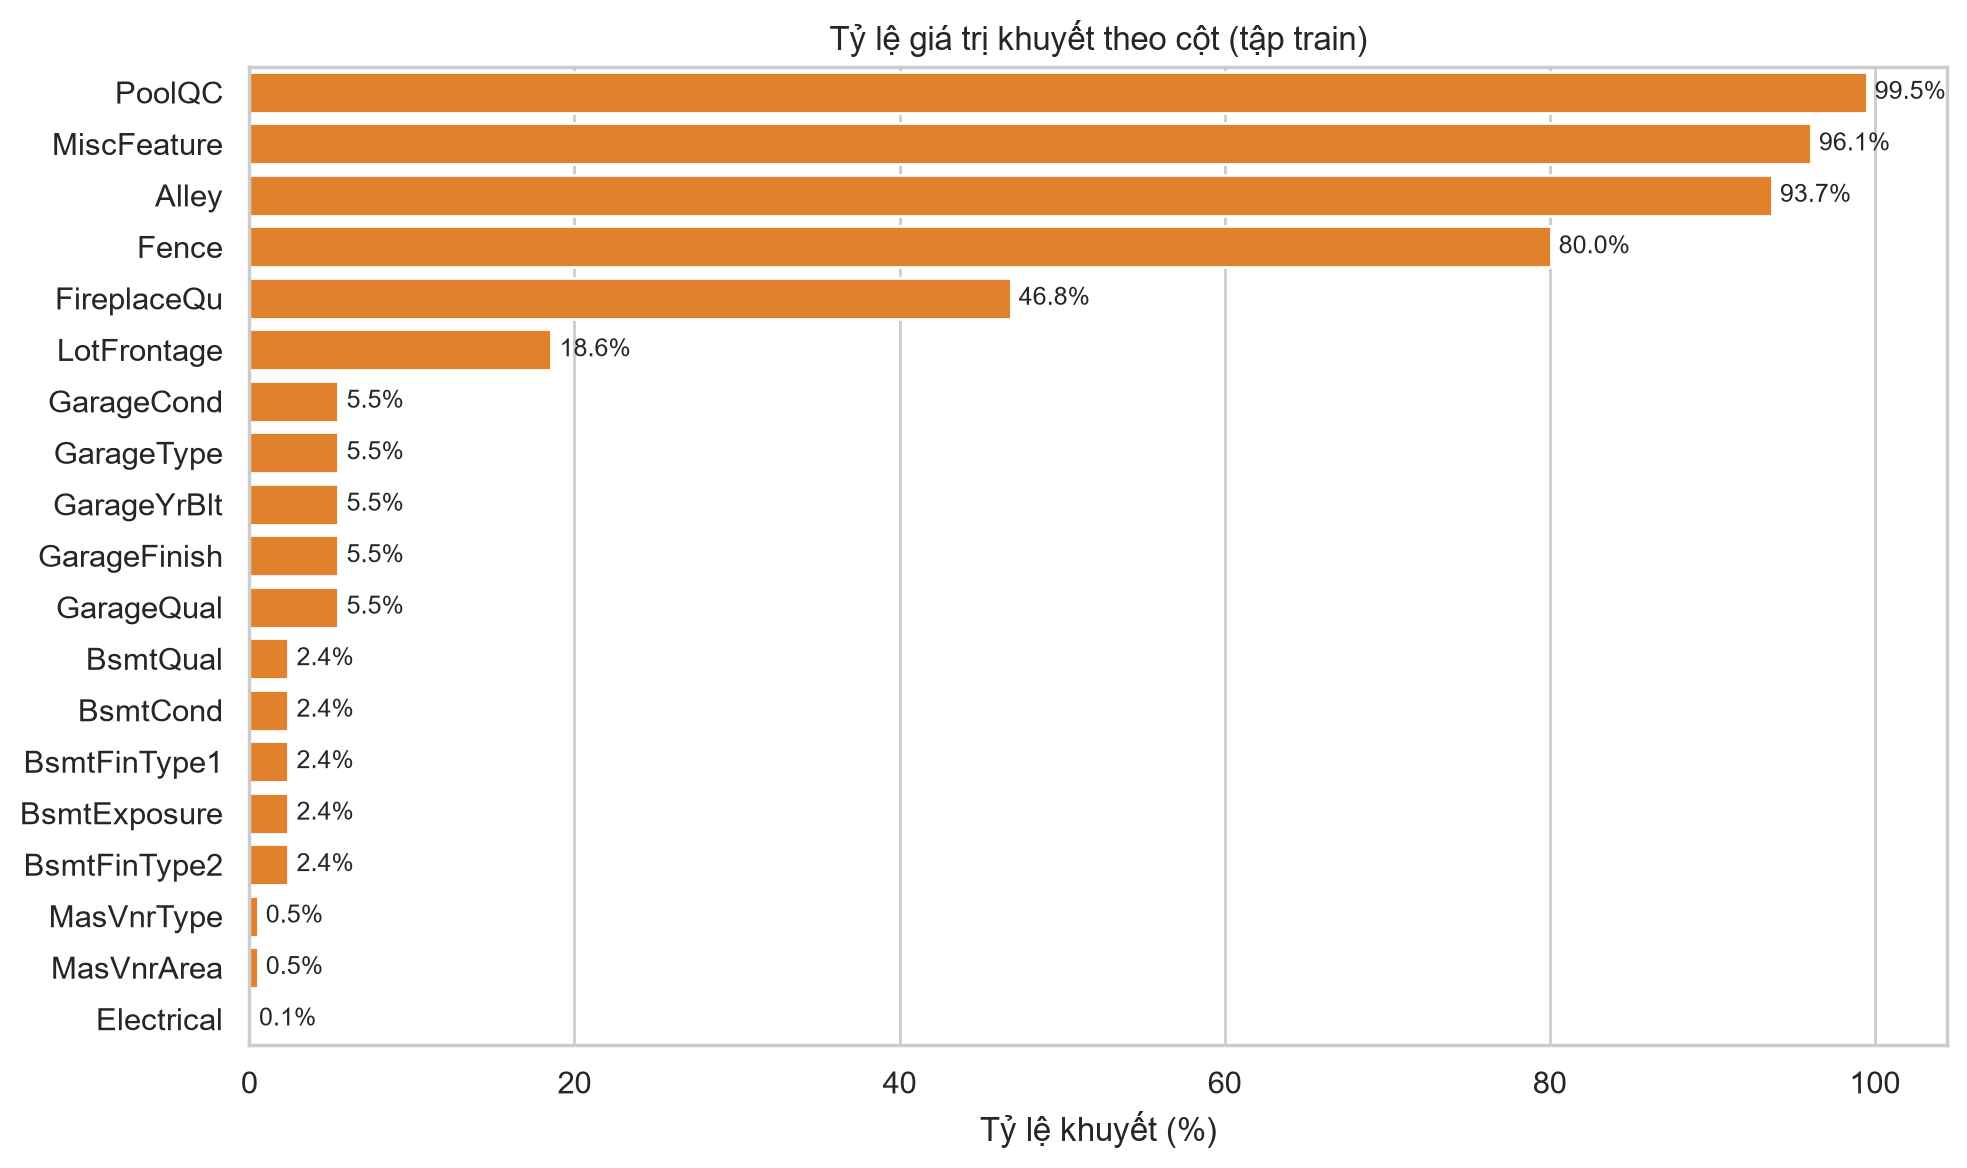 Tỷ lệ giá trị khuyết theo cột (tập train)
PoolQC 99.5%
MiscFeature 96.1%
Alley 93.7%
Fence 80.0%
FireplaceQu 46.8%
LotFrontage 18.6%
GarageCond 5.5%
GarageType 5.5%
GarageYrBlt 5.5%
GarageFinish 5.5%
GarageQual 5.5%
BsmtQual 2.4%
BsmtCond 2.4%
BsmtFinType1 2.4%
BsmtExposure 2.4%
BsmtFinType2 2.4%
MasVnrType 0.5%
MasVnrArea 0.5%
Electrical 0.1%
0 20 40 60 80 100
Tỷ lệ khuyết (%)